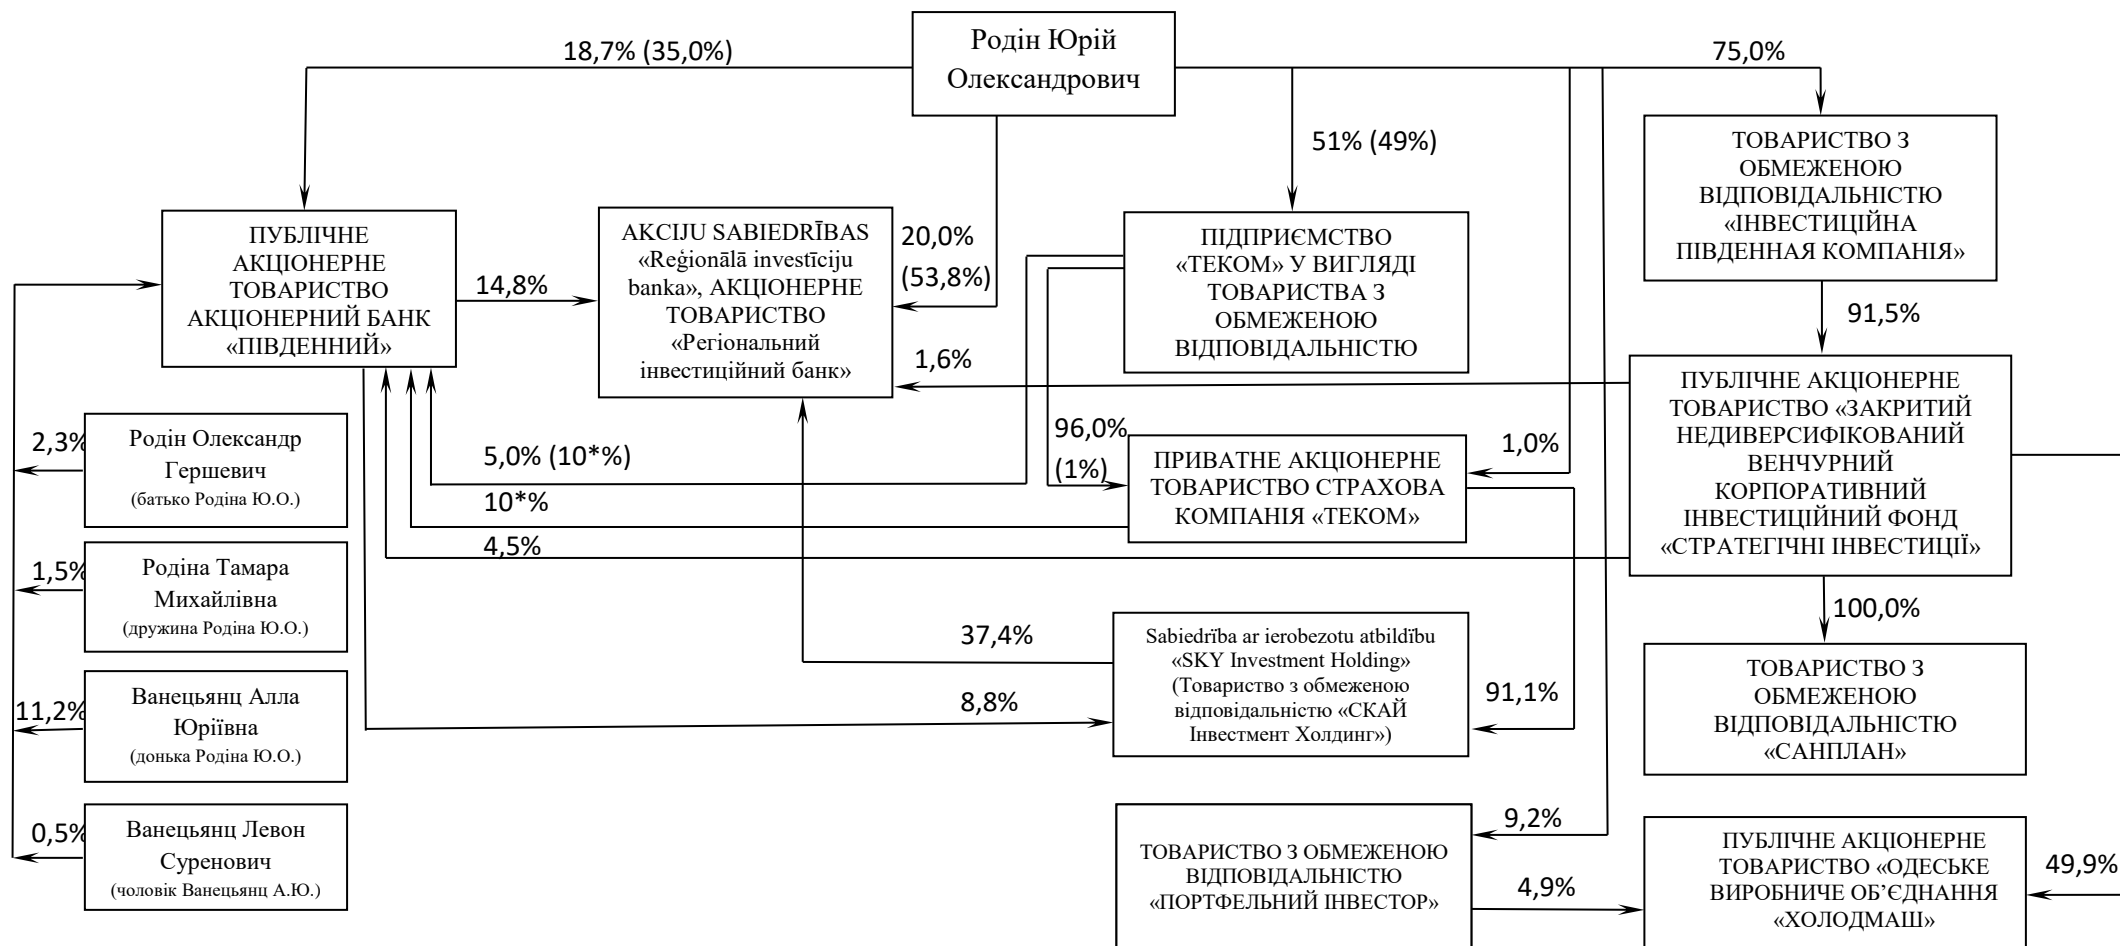 Родін Юрій
Олександрович
18,7% (35,0%)
75,0%
51% (49%)
ТОВАРИСТВО З
ОБМЕЖЕНОЮ
ВІДПОВІДАЛЬНІСТЮ
«ІНВЕСТИЦІЙНА
ПІВДЕННАЯ КОМПАНІЯ»
ПУБЛІЧНЕ
АКЦІОНЕРНЕ
ТОВАРИСТВО
АКЦІОНЕРНИЙ БАНК
«ПІВДЕННИЙ»
14,8%
AKCIJU SABIEDRĪBAS
«Reģionālā investīciju
banka», АКЦІОНЕРНЕ
ТОВАРИСТВО
«Регіональний
інвестиційний банк»
20,0%
(53,8%)
1,6%
ПІДПРИЄМСТВО
«ТЕКОМ» У ВИГЛЯДІ
ТОВАРИСТВА З
ОБМЕЖЕНОЮ
ВІДПОВІДАЛЬНІСТЮ
91,5%
ПУБЛІЧНЕ АКЦІОНЕРНЕ
ТОВАРИСТВО «ЗАКРИТИЙ
НЕДИВЕРСИФІКОВАНИЙ
ВЕНЧУРНИЙ
КОРПОРАТИВНИЙ
ІНВЕСТИЦІЙНИЙ ФОНД
«СТРАТЕГІЧНІ ІНВЕСТИЦІЇ»
2,3%
Родін Олександр
Гершевич
(батько Родіна Ю.О.)
5,0% (10*%)
10*%
4,5%
96,0%
(1%)
ПРИВАТНЕ АКЦІОНЕРНЕ
ТОВАРИСТВО СТРАХОВА
КОМПАНІЯ «ТЕКОМ»
1,0%
1,5%
Родіна Тамара
Михайлівна
(дружина Родіна Ю.О.)
100,0%
37,4%
8,8%
Sabiedrība ar ierobezotu atbildību
«SKY Investment Holding»
(Товариство з обмеженою
відповідальністю «СКАЙ
Інвестмент Холдинг»)
91,1%
ТОВАРИСТВО З
ОБМЕЖЕНОЮ
ВІДПОВІДАЛЬНІСТЮ
«САНПЛАН»
11,2%
Ванецьянц Алла
Юріївна
(донька Родіна Ю.О.)
0,5%
Ванецьянц Левон
Суренович
(чоловік Ванецьянц А.Ю.)
9,2%
ТОВАРИСТВО З ОБМЕЖЕНОЮ
ВІДПОВІДАЛЬНІСТЮ
«ПОРТФЕЛЬНИЙ ІНВЕСТОР»
4,9%
ПУБЛІЧНЕ АКЦІОНЕРНЕ
ТОВАРИСТВО «ОДЕСЬКЕ
ВИРОБНИЧЕ ОБ’ЄДНАННЯ
«ХОЛОДМАШ»
49,9%